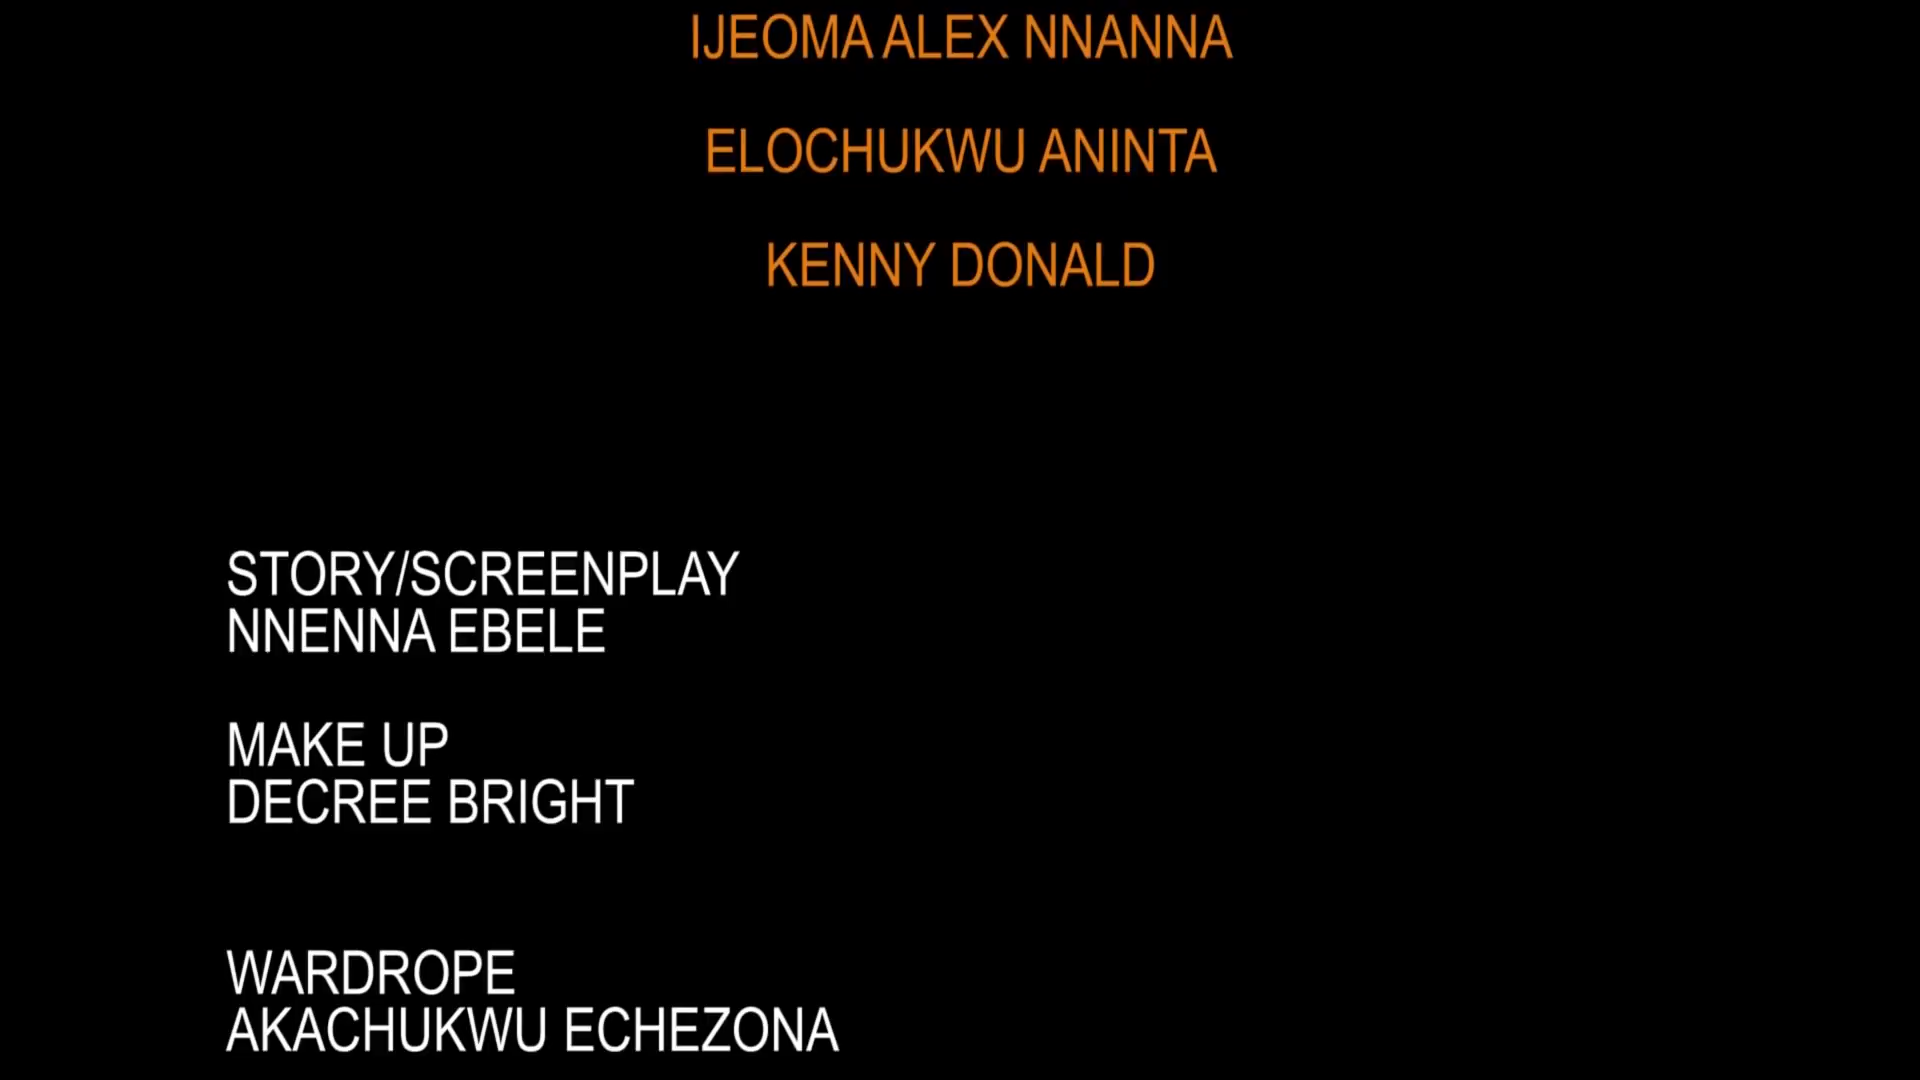 IJEOMA ALEX NNANNA
ELOCHUKWU ANINTA
KENNY DONALD
STORY/SCREENPLAY
NNENNA EBELE
MAKE UP
DECREE BRIGHT
WARDROPE
AKACHUKWU ECHEZONA